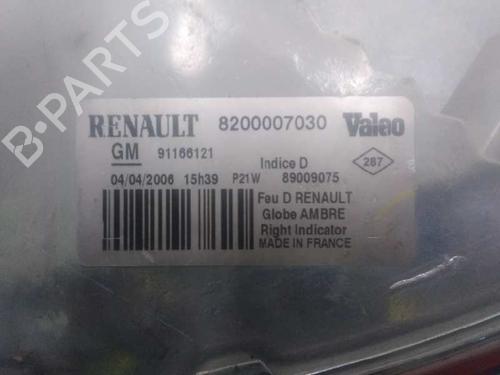 B-PARTS
RENAULT 8200007030 Valeo
GM 91166121 Indice D 287
04/04/2006 15h39 P21W 89009075
Feu D RENAULT
Globe AMBRE
Right Indicator
MADE IN FRANCE